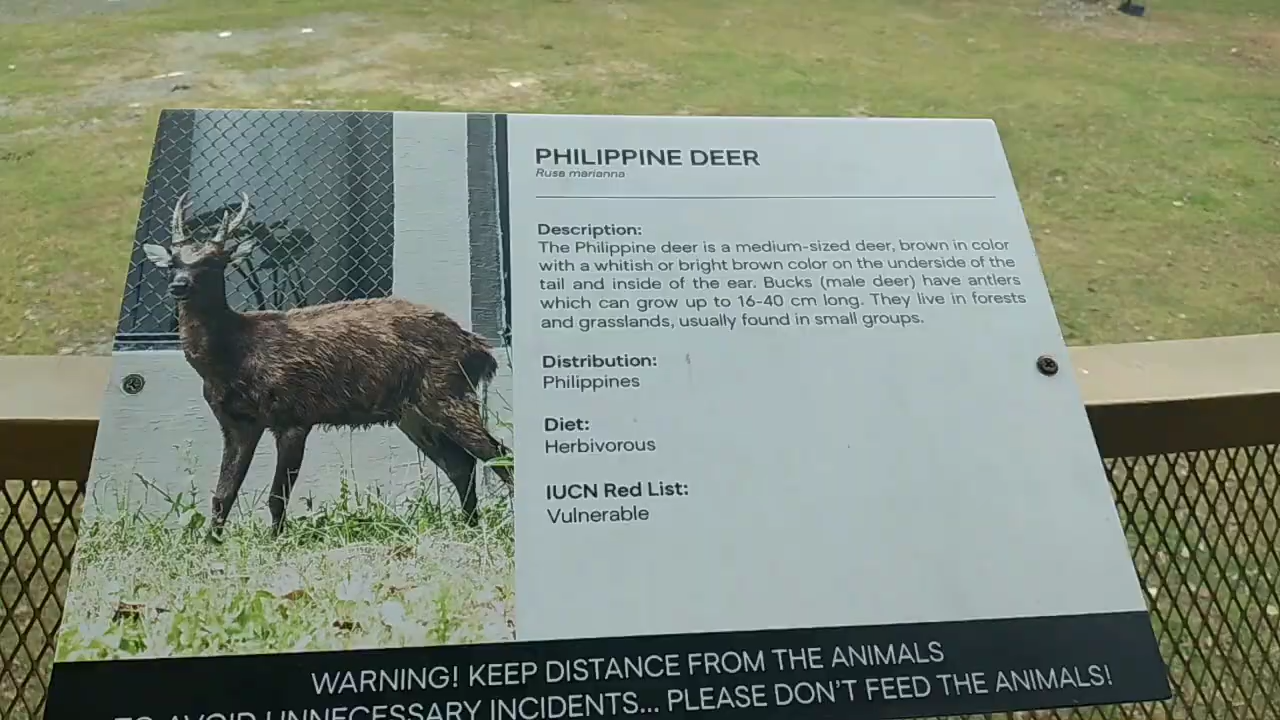 PHILIPPINE DEER
Rusa marianna
Description:
The Philippine deer is a medium-sized deer, brown in color
with a whitish or bright brown color on the underside of the
tail and inside of the ear. Bucks (male deer) have antlers
which can grow up to 16-40 cm long. They live in forests
and grasslands, usually found in small groups.
Distribution:
Philippines
Diet:
Herbivorous
IUCN Red List:
Vulnerable
WARNING! KEEP DISTANCE FROM THE ANIMALS
TO AVOID UNNECESSARY INCIDENTS... PLEASE DON'T FEED THE ANIMALS!